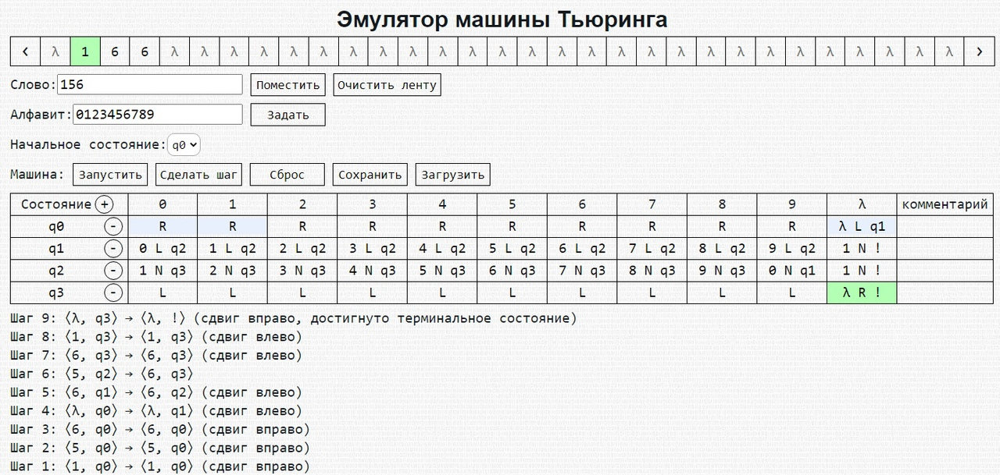 Эмулятор машины Тьюринга
< λ 1 6 6 λ λ λ λ λ λ λ λ λ λ λ λ λ λ λ λ λ λ λ λ λ λ λ λ λ λ >
Слово: 156 Поместить Очистить ленту
Алфавит: 0123456789 Задать
Начальное состояние: q0
Машина: Запустить Сделать шаг Сброс Сохранить Загрузить
Состояние + 0 1 2 3 4 5 6 7 8 9 λ комментарий
q0 - R R R R R R R R R R λ L q1
q1 - 0 L q2 1 L q2 2 L q2 3 L q2 4 L q2 5 L q2 6 L q2 7 L q2 8 L q2 9 L q2 1 N !
q2 - 1 N q3 2 N q3 3 N q3 4 N q3 5 N q3 6 N q3 7 N q3 8 N q3 9 N q3 0 N q1 1 N !
q3 - L L L L L L L L L L λ R !
Шаг 9: ⟨λ, q3⟩ → ⟨λ, !⟩ (сдвиг вправо, достигнуто терминальное состояние)
Шаг 8: ⟨1, q3⟩ → ⟨1, q3⟩ (сдвиг влево)
Шаг 7: ⟨6, q3⟩ → ⟨6, q3⟩ (сдвиг влево)
Шаг 6: ⟨5, q2⟩ → ⟨6, q3⟩
Шаг 5: ⟨6, q1⟩ → ⟨6, q2⟩ (сдвиг влево)
Шаг 4: ⟨λ, q0⟩ → ⟨λ, q1⟩ (сдвиг влево)
Шаг 3: ⟨6, q0⟩ → ⟨6, q0⟩ (сдвиг вправо)
Шаг 2: ⟨5, q0⟩ → ⟨5, q0⟩ (сдвиг вправо)
Шаг 1: ⟨1, q0⟩ → ⟨1, q0⟩ (сдвиг вправо)